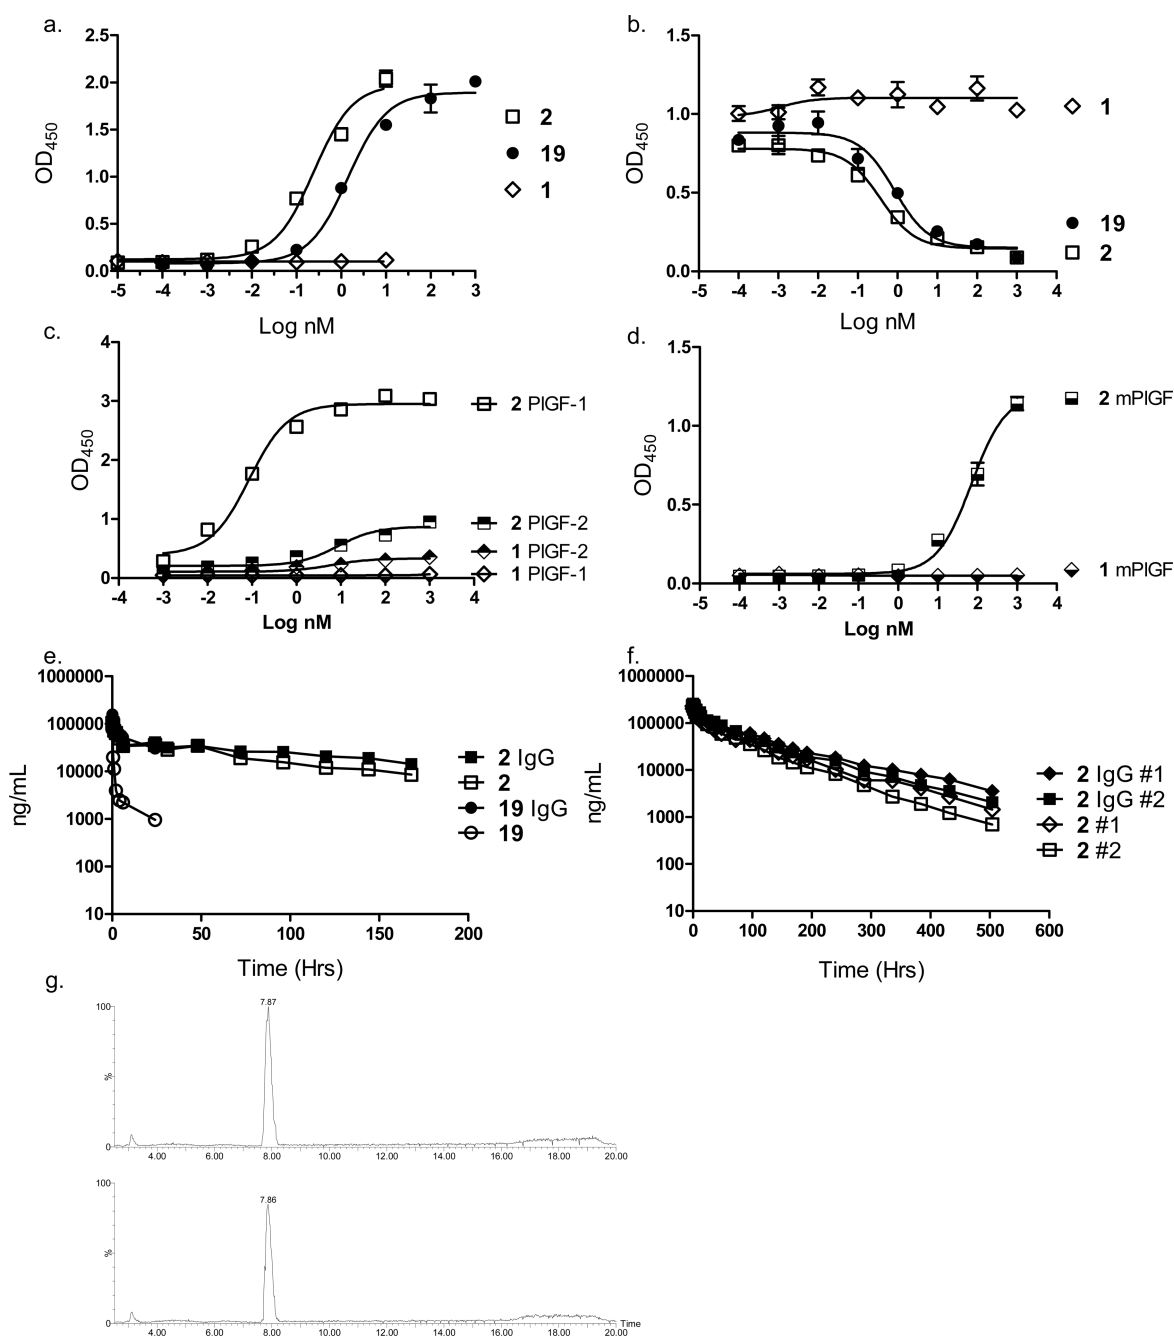 a.
2.5
2.0
1.5
1.0
0.5
0.0
OD450
-5 -4 -3 -2 -1 0 1 2 3
Log nM
2
19
1
b.
1.5
1.0
0.5
0.0
OD450
-5 -4 -3 -2 -1 0 1 2 3 4
Log nM
1
19
2
c.
4
3
2
1
0
OD450
-4 -3 -2 -1 0 1 2 3 4
Log nM
2 PlGF-1
2 PlGF-2
1 PlGF-2
1 PlGF-1
d.
1.5
1.0
0.5
0.0
OD450
-5 -4 -3 -2 -1 0 1 2 3 4
Log nM
2 mPlGF
1 mPlGF
e.
1000000
100000
10000
1000
100
10
ng/mL
0 50 100 150 200
Time (Hrs)
2 IgG
2
19 IgG
19
f.
1000000
100000
10000
1000
100
10
ng/mL
0 100 200 300 400 500 600
Time (Hrs)
2 IgG #1
2 IgG #2
2 #1
2 #2
g.
100
%
0
7.87
4.00 6.00 8.00 10.00 12.00 14.00 16.00 18.00 20.00
100
%
0
7.86
4.00 6.00 8.00 10.00 12.00 14.00 16.00 18.00 20.00
Time